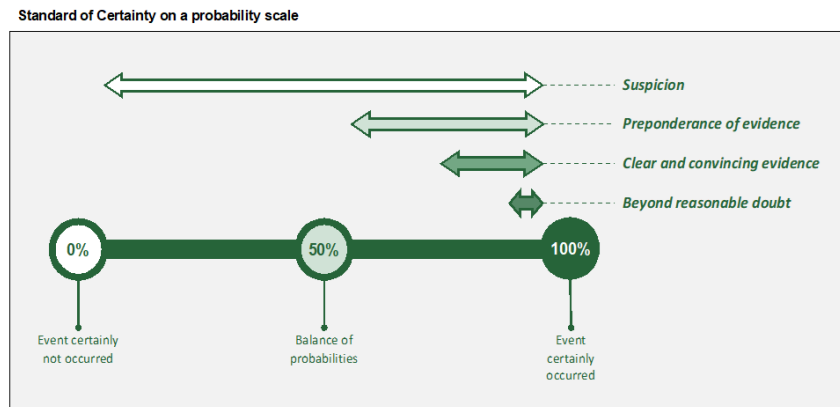 Standard of Certainty on a probability scale
Suspicion
Preponderance of evidence
Clear and convincing evidence
Beyond reasonable doubt
0%
50%
100%
Event certainly
not occurred
Balance of
probabilities
Event
certainly
occurred